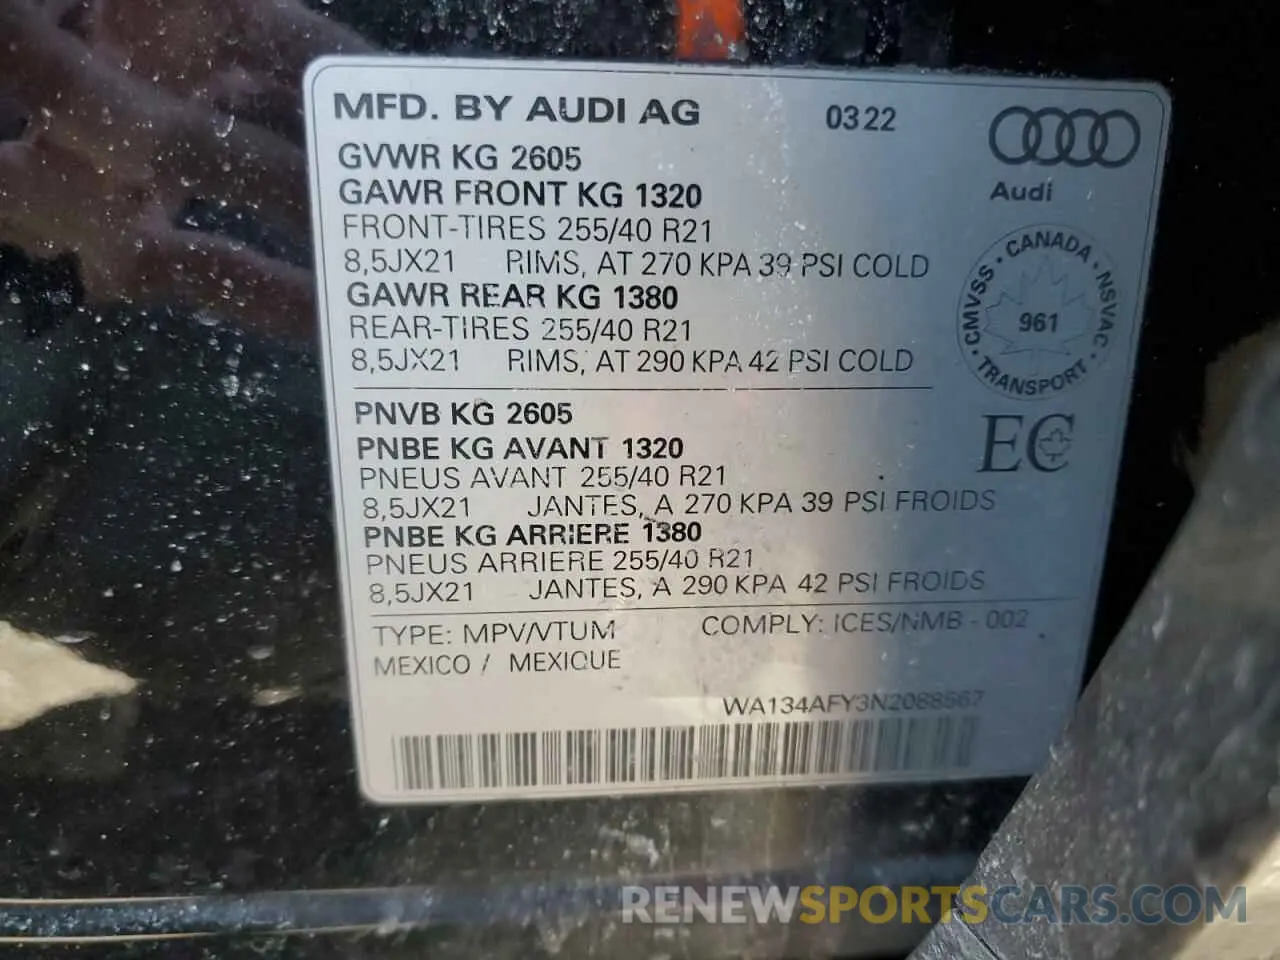 MFD. BY AUDI AG 0322
Audi
GVWR KG 2605
GAWR FRONT KG 1320
FRONT-TIRES 255/40 R21
8,5JX21 RIMS, AT 270 KPA 39 PSI COLD
GAWR REAR KG 1380
REAR-TIRES 255/40 R21
8,5JX21 RIMS, AT 290 KPA 42 PSI COLD
CMVSS • CANADA • NSVAC • TRANSPORT •
961
PNVB KG 2605
PNBE KG AVANT 1320
PNEUS AVANT 255/40 R21
8,5JX21 JANTES, A 270 KPA 39 PSI FROIDS
PNBE KG ARRIERE 1380
PNEUS ARRIERE 255/40 R21
8,5JX21 JANTES, A 290 KPA 42 PSI FROIDS
EC
TYPE: MPV/VTUM COMPLY: ICES/NMB - 002
MEXICO / MEXIQUE
WA134AFY3N2088567
RENEWSPORTSCARS.COM